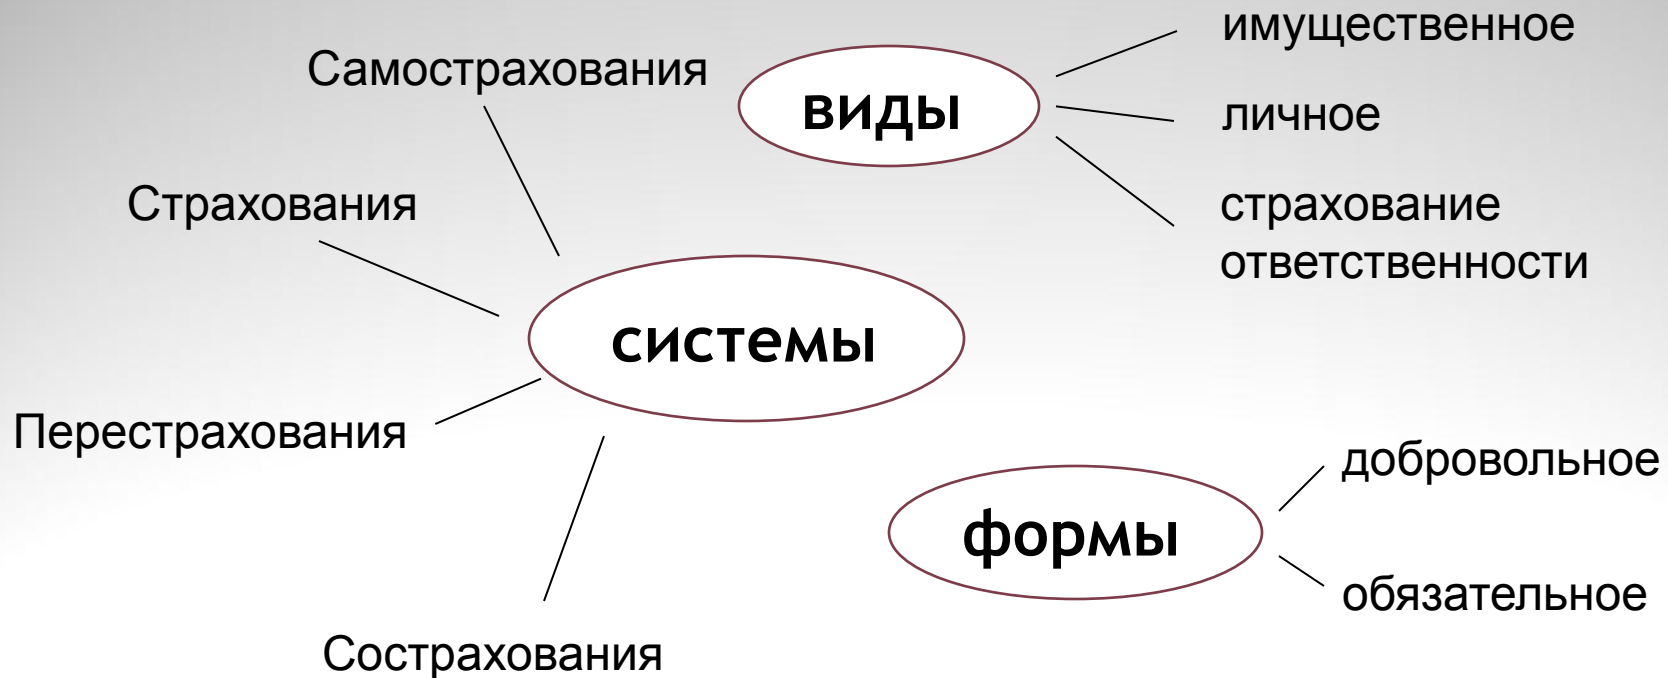 имущественное
Самострахования
виды
личное
Страхования
страхование
ответственности
системы
Перестрахования
добровольное
формы
обязательное
Сострахования